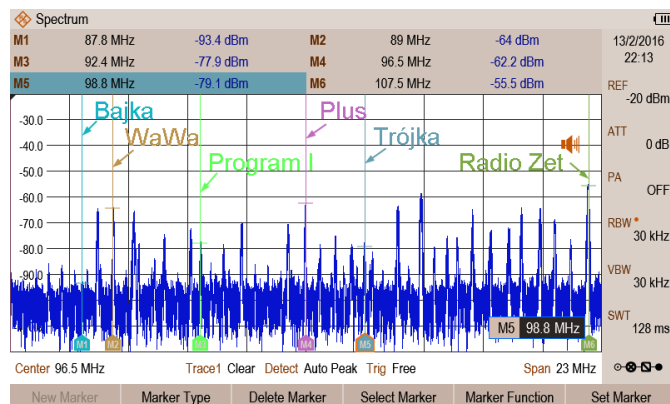 Spectrum
M1 87.8 MHz -93.4 dBm M2 89 MHz -64 dBm 13/2/2016
M3 92.4 MHz -77.9 dBm M4 96.5 MHz -62.2 dBm 22:13
M5 98.8 MHz -79.1 dBm M6 107.5 MHz -55.5 dBm
REF
-20 dBm
ATT
0 dB
PA
OFF
RBW
30 kHz
VBW
30 kHz
SWT
128 ms
Bajka
Plus
WaWa
Trójka
Program I
Radio Zet
-30.0
-40.0
-50.0
-60.0
-70.0
-80.0
-90.0
M5 98.8 MHz
M1 M2 M3 M4 M5 M6
Center 96.5 MHz Trace1 Clear Detect Auto Peak Trig Free Span 23 MHz
New Marker Marker Type Delete Marker Select Marker Marker Function Set Marker